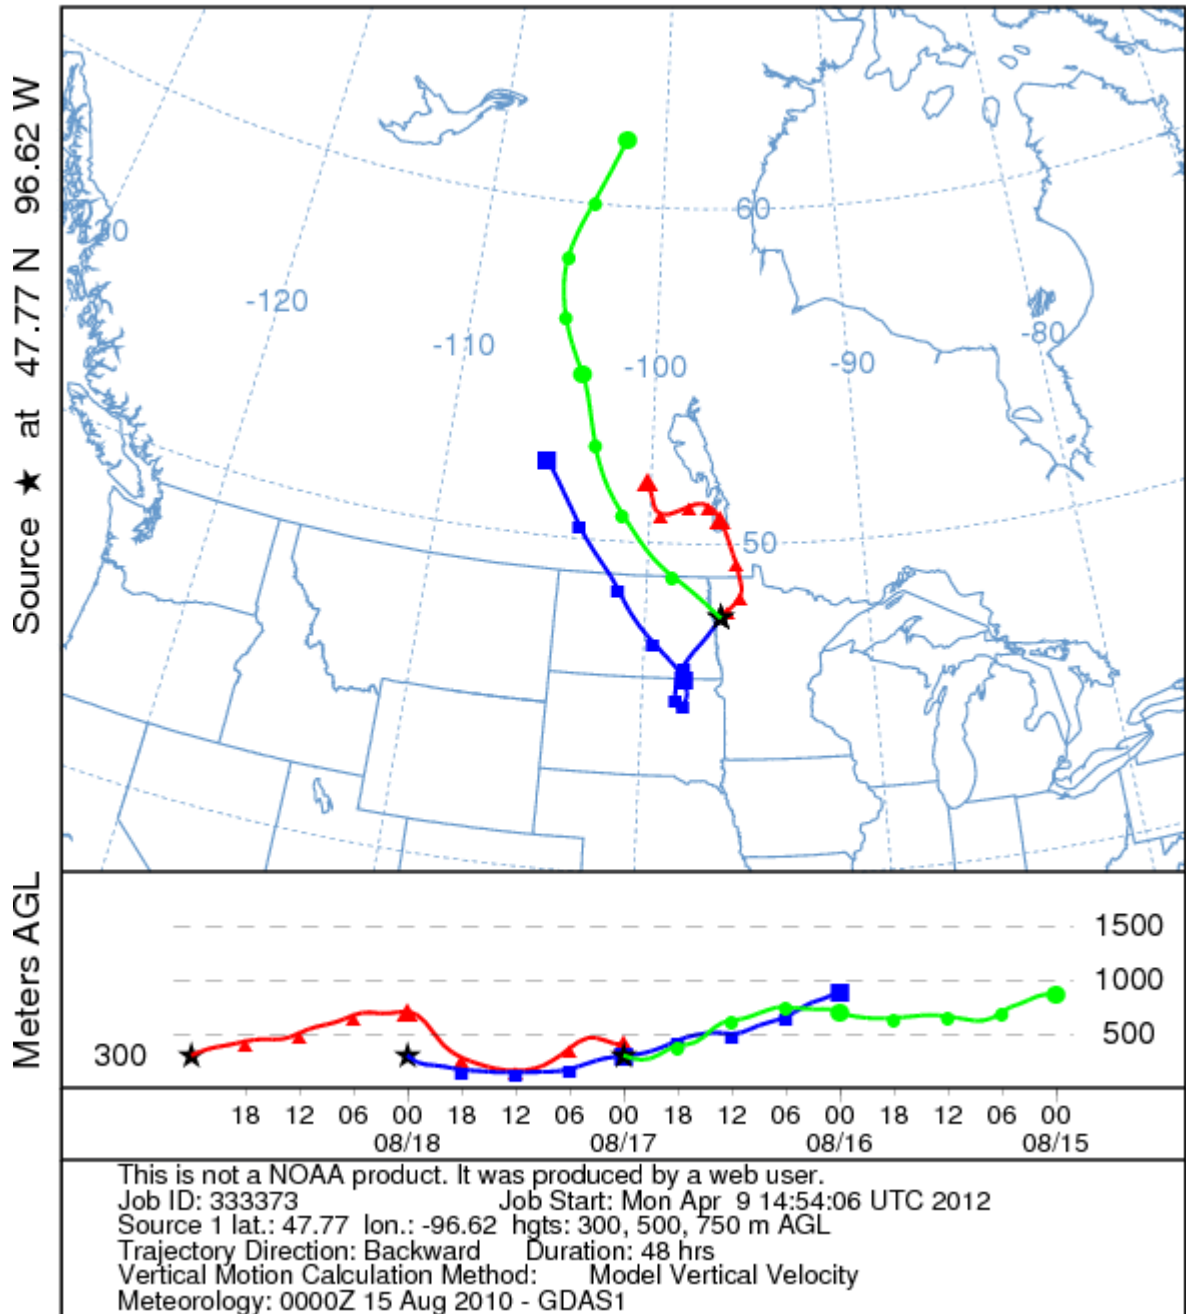 Source ★ at 47.77 N 96.62 W
60
-120
-110
-100
-90
-80
50
Meters AGL
1500
1000
500
300
18 12 06 00 18 12 06 00 18 12 06 00 18 12 06 00
08/18 08/17 08/16 08/15
This is not a NOAA product. It was produced by a web user.
Job ID: 333373 Job Start: Mon Apr 9 14:54:06 UTC 2012
Source 1 lat.: 47.77 lon.: -96.62 hgts: 300, 500, 750 m AGL
Trajectory Direction: Backward Duration: 48 hrs
Vertical Motion Calculation Method: Model Vertical Velocity
Meteorology: 0000Z 15 Aug 2010 - GDAS1